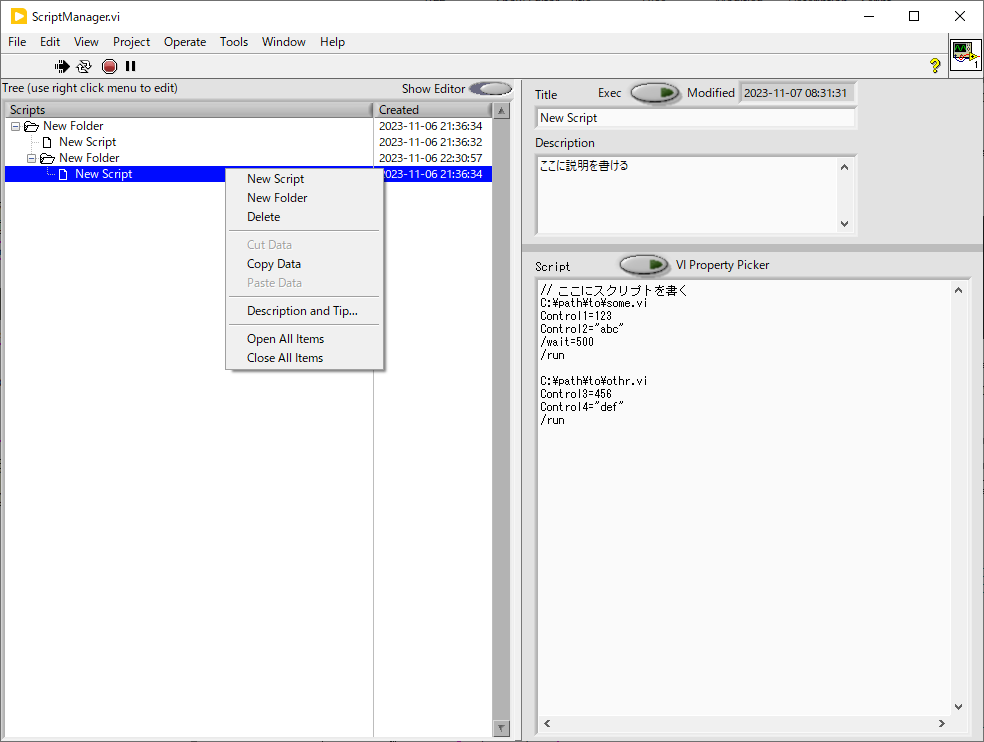 ScriptManager.vi
File Edit View Project Operate Tools Window Help
?
1
Tree (use right click menu to edit)
Show Editor
Scripts Created
New Folder 2023-11-06 21:36:34
New Script 2023-11-06 21:36:32
New Folder 2023-11-06 22:30:57
New Script 2023-11-06 21:36:34
New Script
New Folder
Delete
Cut Data
Copy Data
Paste Data
Description and Tip...
Open All Items
Close All Items
Title Exec Modified 2023-11-07 08:31:31
New Script
Description
ここに説明を書ける
Script VI Property Picker
// ここにスクリプトを書く
C:¥path¥to¥some.vi
Control1=123
Control2="abc"
/wait=500
/run
C:¥path¥to¥othr.vi
Control3=456
Control4="def"
/run